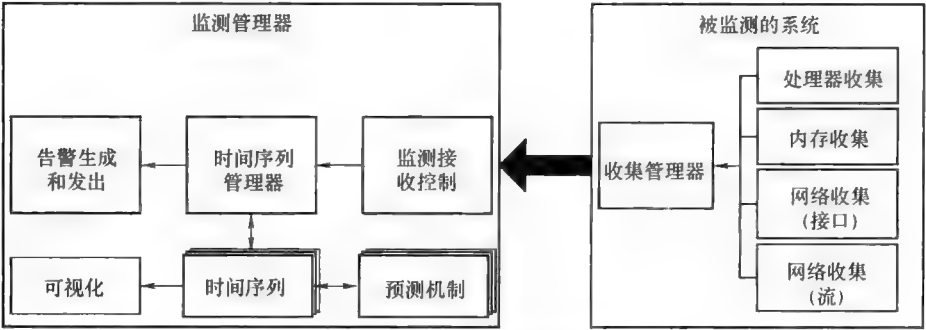 监测管理器
告警生成
和发出
时间序列
管理器
监测接
收控制
可视化
时间序列
预测机制
被监测的系统
收集管理器
处理器收集
内存收集
网络收集
(接口)
网络收集
(流)